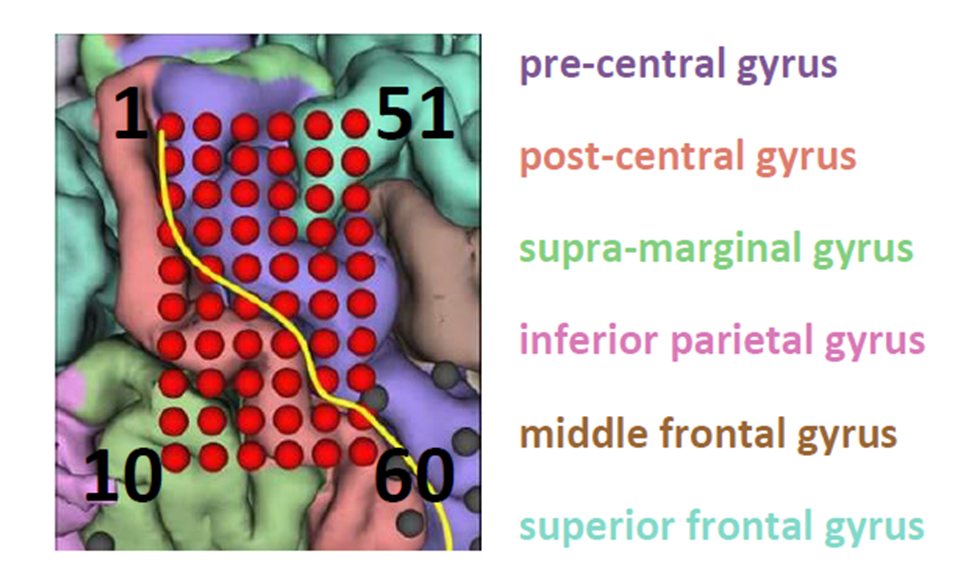 1
51
10
60
pre-central gyrus
post-central gyrus
supra-marginal gyrus
inferior parietal gyrus
middle frontal gyrus
superior frontal gyrus